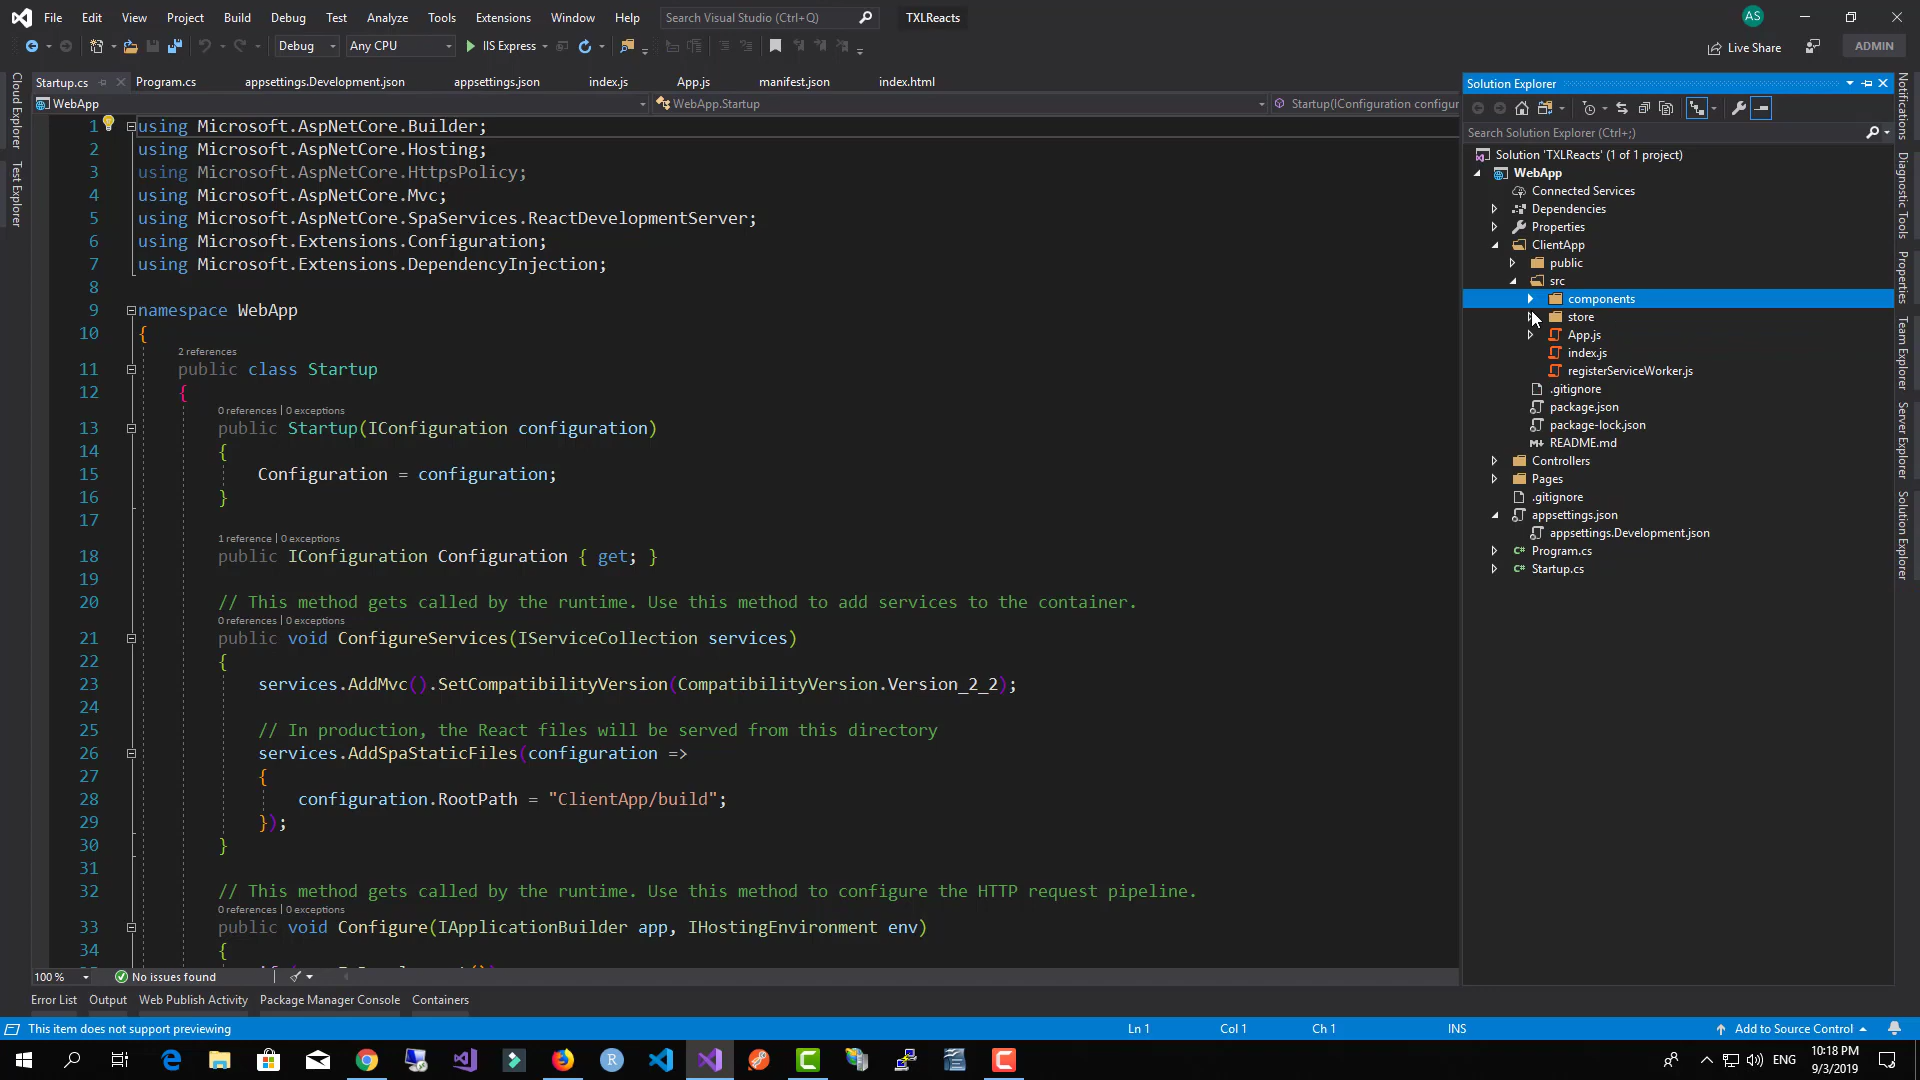 File Edit View Project Build Debug Test Analyze Tools Extensions Window Help Search Visual Studio (Ctrl+Q) TXLReacts AS
Debug Any CPU IIS Express Live Share ADMIN
Startup.cs Program.cs appsettings.Development.json appsettings.json index.js App.js manifest.json index.html
WebApp WebApp.Startup Startup(IConfiguration configur
Cloud Explorer
Test Explorer
1 using Microsoft.AspNetCore.Builder;
2 using Microsoft.AspNetCore.Hosting;
3 using Microsoft.AspNetCore.HttpsPolicy;
4 using Microsoft.AspNetCore.Mvc;
5 using Microsoft.AspNetCore.SpaServices.ReactDevelopmentServer;
6 using Microsoft.Extensions.Configuration;
7 using Microsoft.Extensions.DependencyInjection;
8
9 namespace WebApp
10 {
2 references
11 public class Startup
12 {
0 references | 0 exceptions
13 public Startup(IConfiguration configuration)
14 {
15 Configuration = configuration;
16 }
17
1 reference | 0 exceptions
18 public IConfiguration Configuration { get; }
19
20 // This method gets called by the runtime. Use this method to add services to the container.
0 references | 0 exceptions
21 public void ConfigureServices(IServiceCollection services)
22 {
23 services.AddMvc().SetCompatibilityVersion(CompatibilityVersion.Version_2_2);
24
25 // In production, the React files will be served from this directory
26 services.AddSpaStaticFiles(configuration =>
27 {
28 configuration.RootPath = "ClientApp/build";
29 });
30 }
31
32 // This method gets called by the runtime. Use this method to configure the HTTP request pipeline.
0 references | 0 exceptions
33 public void Configure(IApplicationBuilder app, IHostingEnvironment env)
34 {
100 % No issues found
Solution Explorer
Search Solution Explorer (Ctrl+;)
Solution 'TXLReacts' (1 of 1 project)
WebApp
Connected Services
Dependencies
Properties
ClientApp
public
src
components
store
App.js
index.js
registerServiceWorker.js
.gitignore
package.json
package-lock.json
README.md
Controllers
Pages
.gitignore
appsettings.json
appsettings.Development.json
Program.cs
Startup.cs
Notifications
Diagnostic Tools
Properties
Team Explorer
Server Explorer
Solution Explorer
Error List Output Web Publish Activity Package Manager Console Containers
This item does not support previewing Ln 1 Col 1 Ch 1 INS Add to Source Control
ENG 10:18 PM
9/3/2019